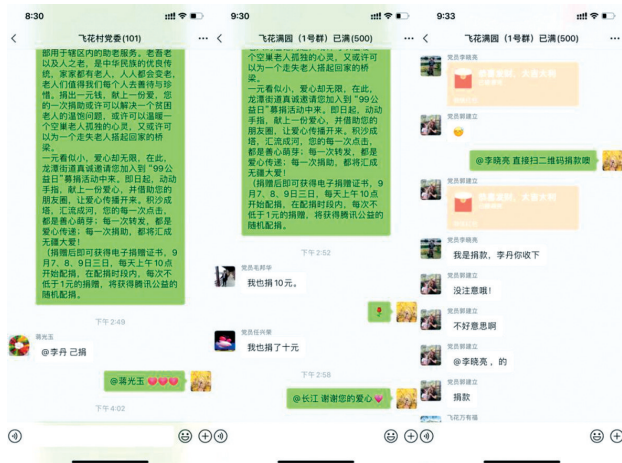 8:30
飞花村党委(101)
部用于辖区内的助老服务。老吾老
以及人之老，是中华民族的优良传
统，家家都有老人，人人都会变老，
老人们值得我们每个人去善待与珍
惜。捐出一元钱，献上一份爱，您
的一次捐助或许可以解决一个贫困
老人的温饱问题，或许可以温暖一
个空巢老人孤独的心灵，又或许可
以为一个走失老人搭起回家的桥
梁。
一元看似小，爱心却无限，在此，
龙潭街道真诚邀请您加入到“99公
益日”募捐活动中来。即日起，动动
手指，献上一份爱心，并借助您的
朋友圈，让爱心传播开来。积沙成
塔，汇流成河，您的每一次点击，
都是善心萌芽；每一次转发，都是
爱心传递；每一次捐助，都将汇成
无疆大爱！
(捐赠后即可获得电子捐赠证书，9
月7、8、9日三日，每天上午10点
开始配捐，在配捐时段内，每次不
低于1元的捐赠，将获得腾讯公益的
随机配捐。
下午2:49
蒋光玉
@李丹 己捐
@蒋光玉
下午4:02
9:30
飞花满园（1号群）已满(500)
个空巢老人孤独的心灵，又或许可
以为一个走失老人搭起回家的桥
梁。
一元看似小，爱心却无限，在此，
龙潭街道真诚邀请您加入到“99公
益日”募捐活动中来。即日起，动动
手指，献上一份爱心，并借助您的
朋友圈，让爱心传播开来。积沙成
塔，汇流成河，您的每一次点击，
都是善心萌芽；每一次转发，都是
爱心传递；每一次捐助，都将汇成
无疆大爱！
(捐赠后即可获得电子捐赠证书，9
月7、8、9日三日，每天上午10点
开始配捐，在配捐时段内，每次不
低于1元的捐赠，将获得腾讯公益的
随机配捐。
下午2:52
党员毛邦华
我也捐10元。
党员任兴荣
我也捐了十元
下午2:58
@长江 谢谢您的爱心
9:33
飞花满园（1号群）已满(500)
党员李晓亮
党员郭建立
@李晓亮 直接扫二维码捐款噢
党员郭建立
党员李晓亮
我是捐款，李丹你收下
党员郭建立
没注意哦！
党员郭建立
不好意思啊
党员郭建立
@李晓亮 ，的
党员郭建立
捐款
飞花万有福